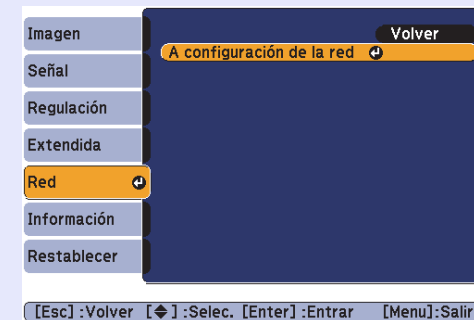 Imagen
Señal
Regulación
Extendida
Red
Información
Restablecer
Volver
A configuración de la red
[Esc] :Volver [◆] :Selec. [Enter] :Entrar [Menu]:Salir